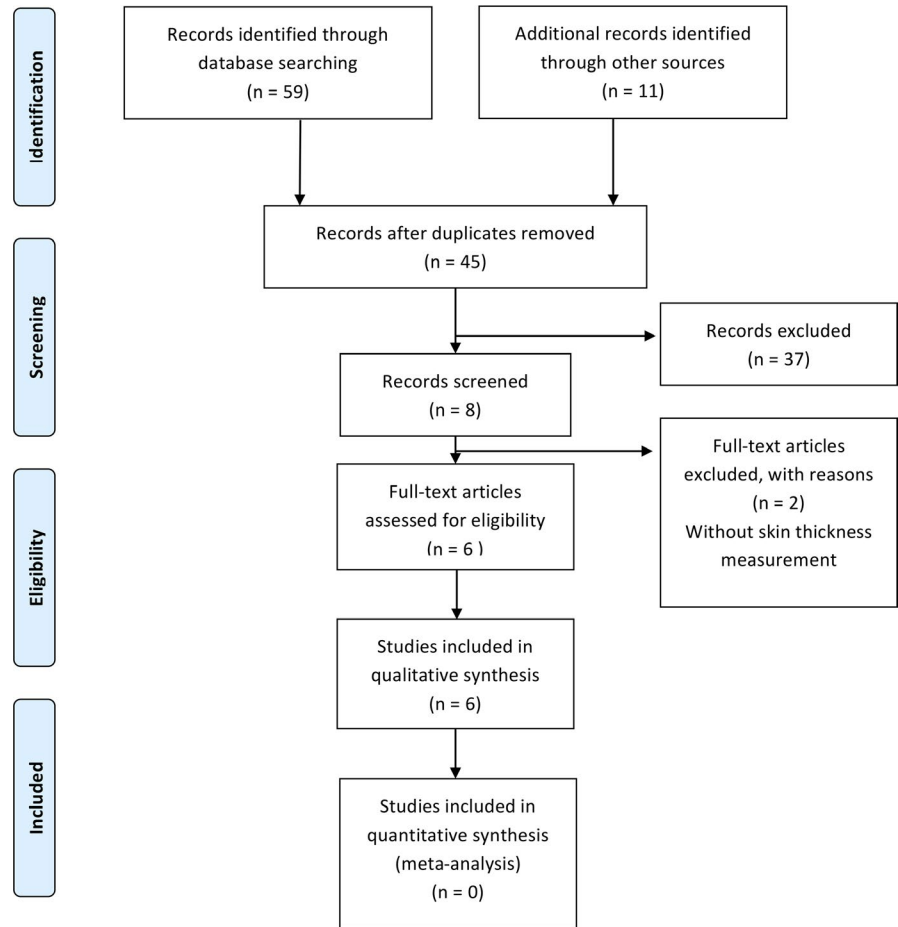 Identification
Records identified through
database searching
(n = 59)
Additional records identified
through other sources
(n = 11)
Records after duplicates removed
(n = 45)
Screening
Records excluded
(n = 37)
Records screened
(n = 8)
Full-text articles
excluded, with reasons
(n = 2)
Without skin thickness
measurement
Eligibility
Full-text articles
assessed for eligibility
(n = 6 )
Studies included in
qualitative synthesis
(n = 6)
Included
Studies included in
quantitative synthesis
(meta-analysis)
(n = 0)